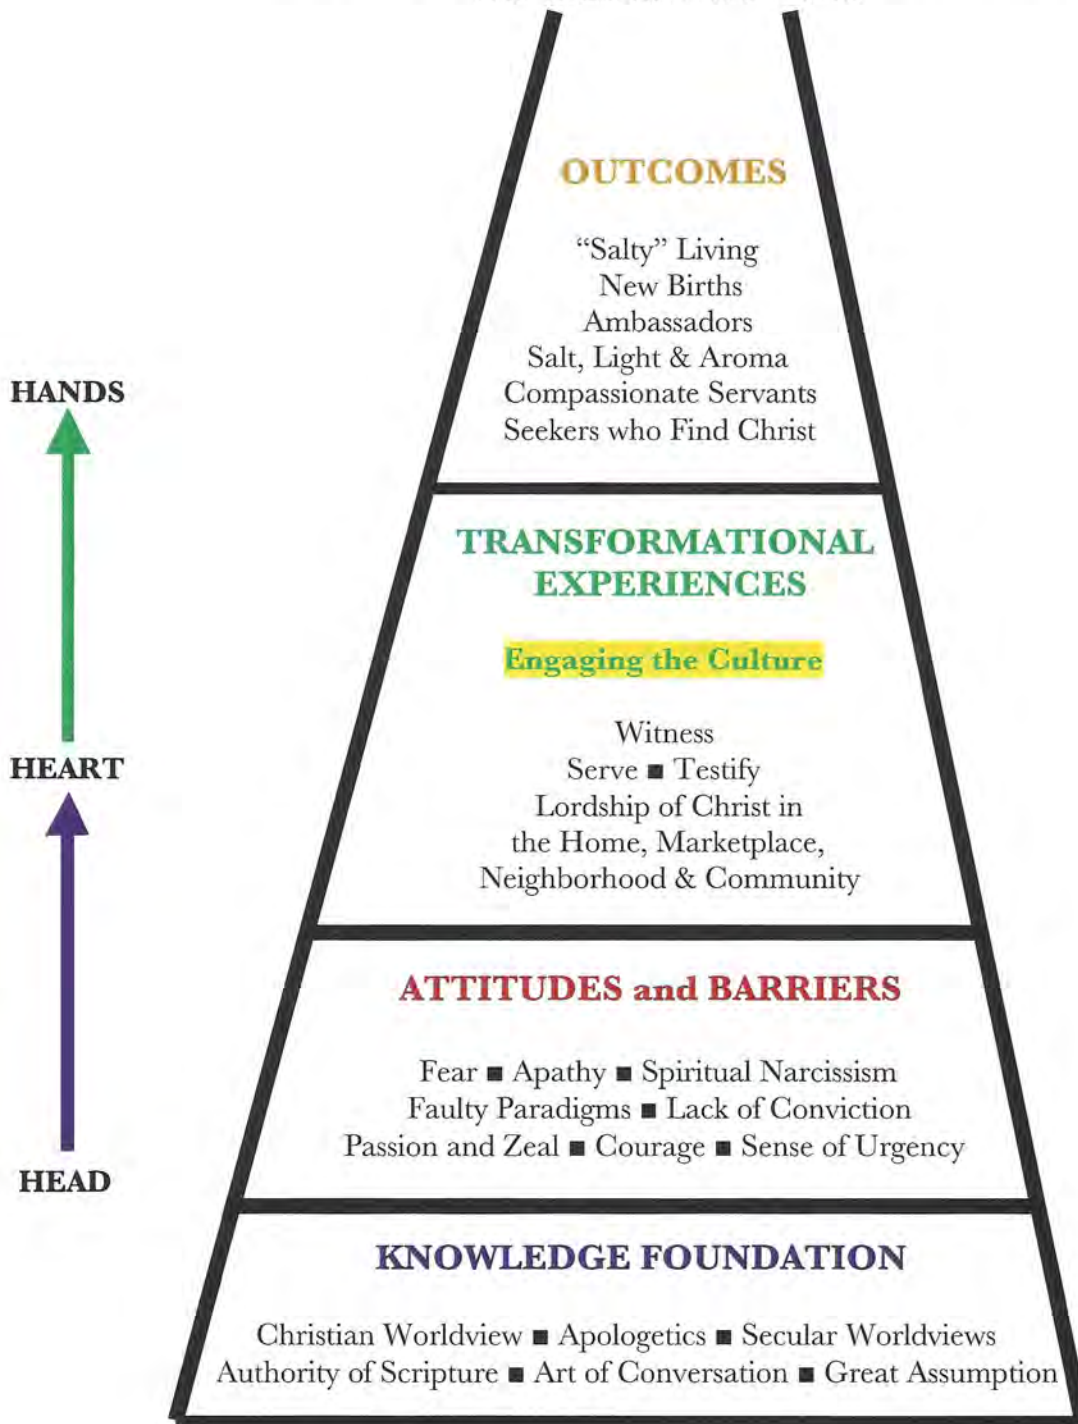 OUTCOMES
“Salty” Living
New Births
Ambassadors
Salt, Light & Aroma
Compassionate Servants
Seekers who Find Christ
HANDS
TRANSFORMATIONAL
EXPERIENCES
Engaging the Culture
Witness
Serve ■ Testify
Lordship of Christ in
the Home, Marketplace,
Neighborhood & Community
HEART
ATTITUDES and BARRIERS
Fear ■ Apathy ■ Spiritual Narcissism
Faulty Paradigms ■ Lack of Conviction
Passion and Zeal ■ Courage ■ Sense of Urgency
HEAD
KNOWLEDGE FOUNDATION
Christian Worldview ■ Apologetics ■ Secular Worldviews
Authority of Scripture ■ Art of Conversation ■ Great Assumption